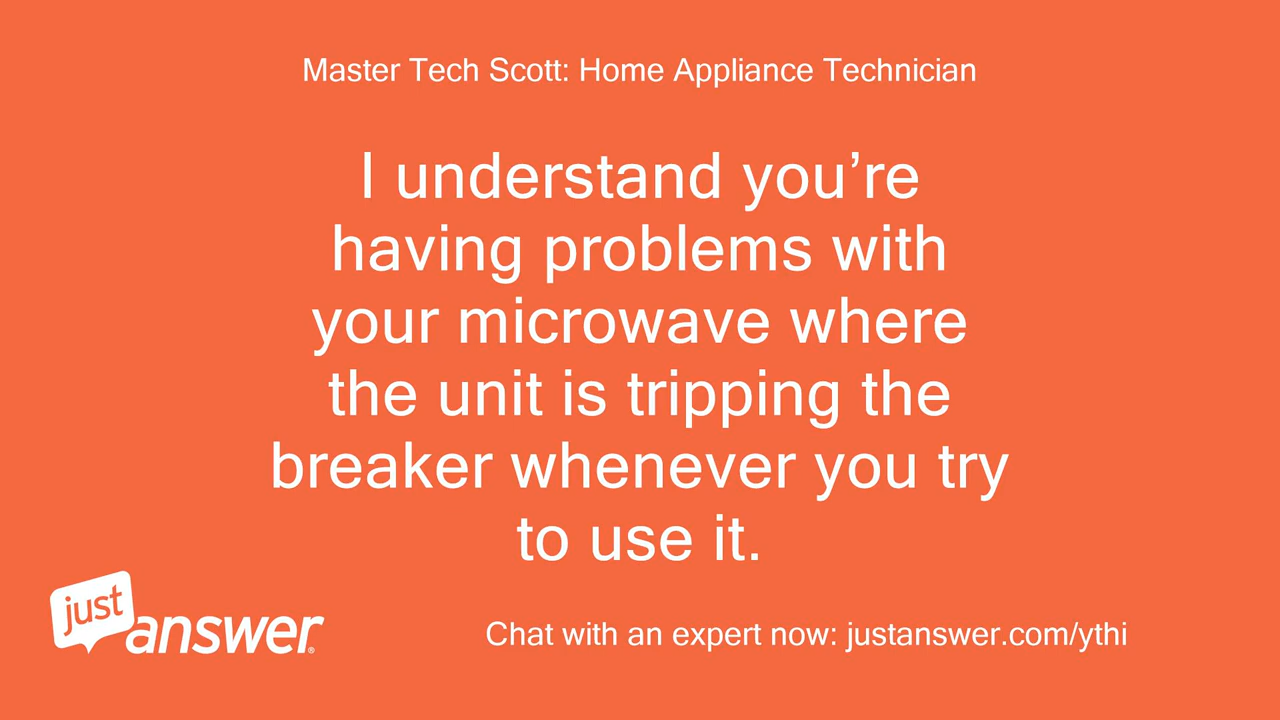 Master Tech Scott: Home Appliance Technician
I understand you’re
having problems with
your microwave where
the unit is tripping the
breaker whenever you try
to use it.
just
answer®
Chat with an expert now: justanswer.com/ythi